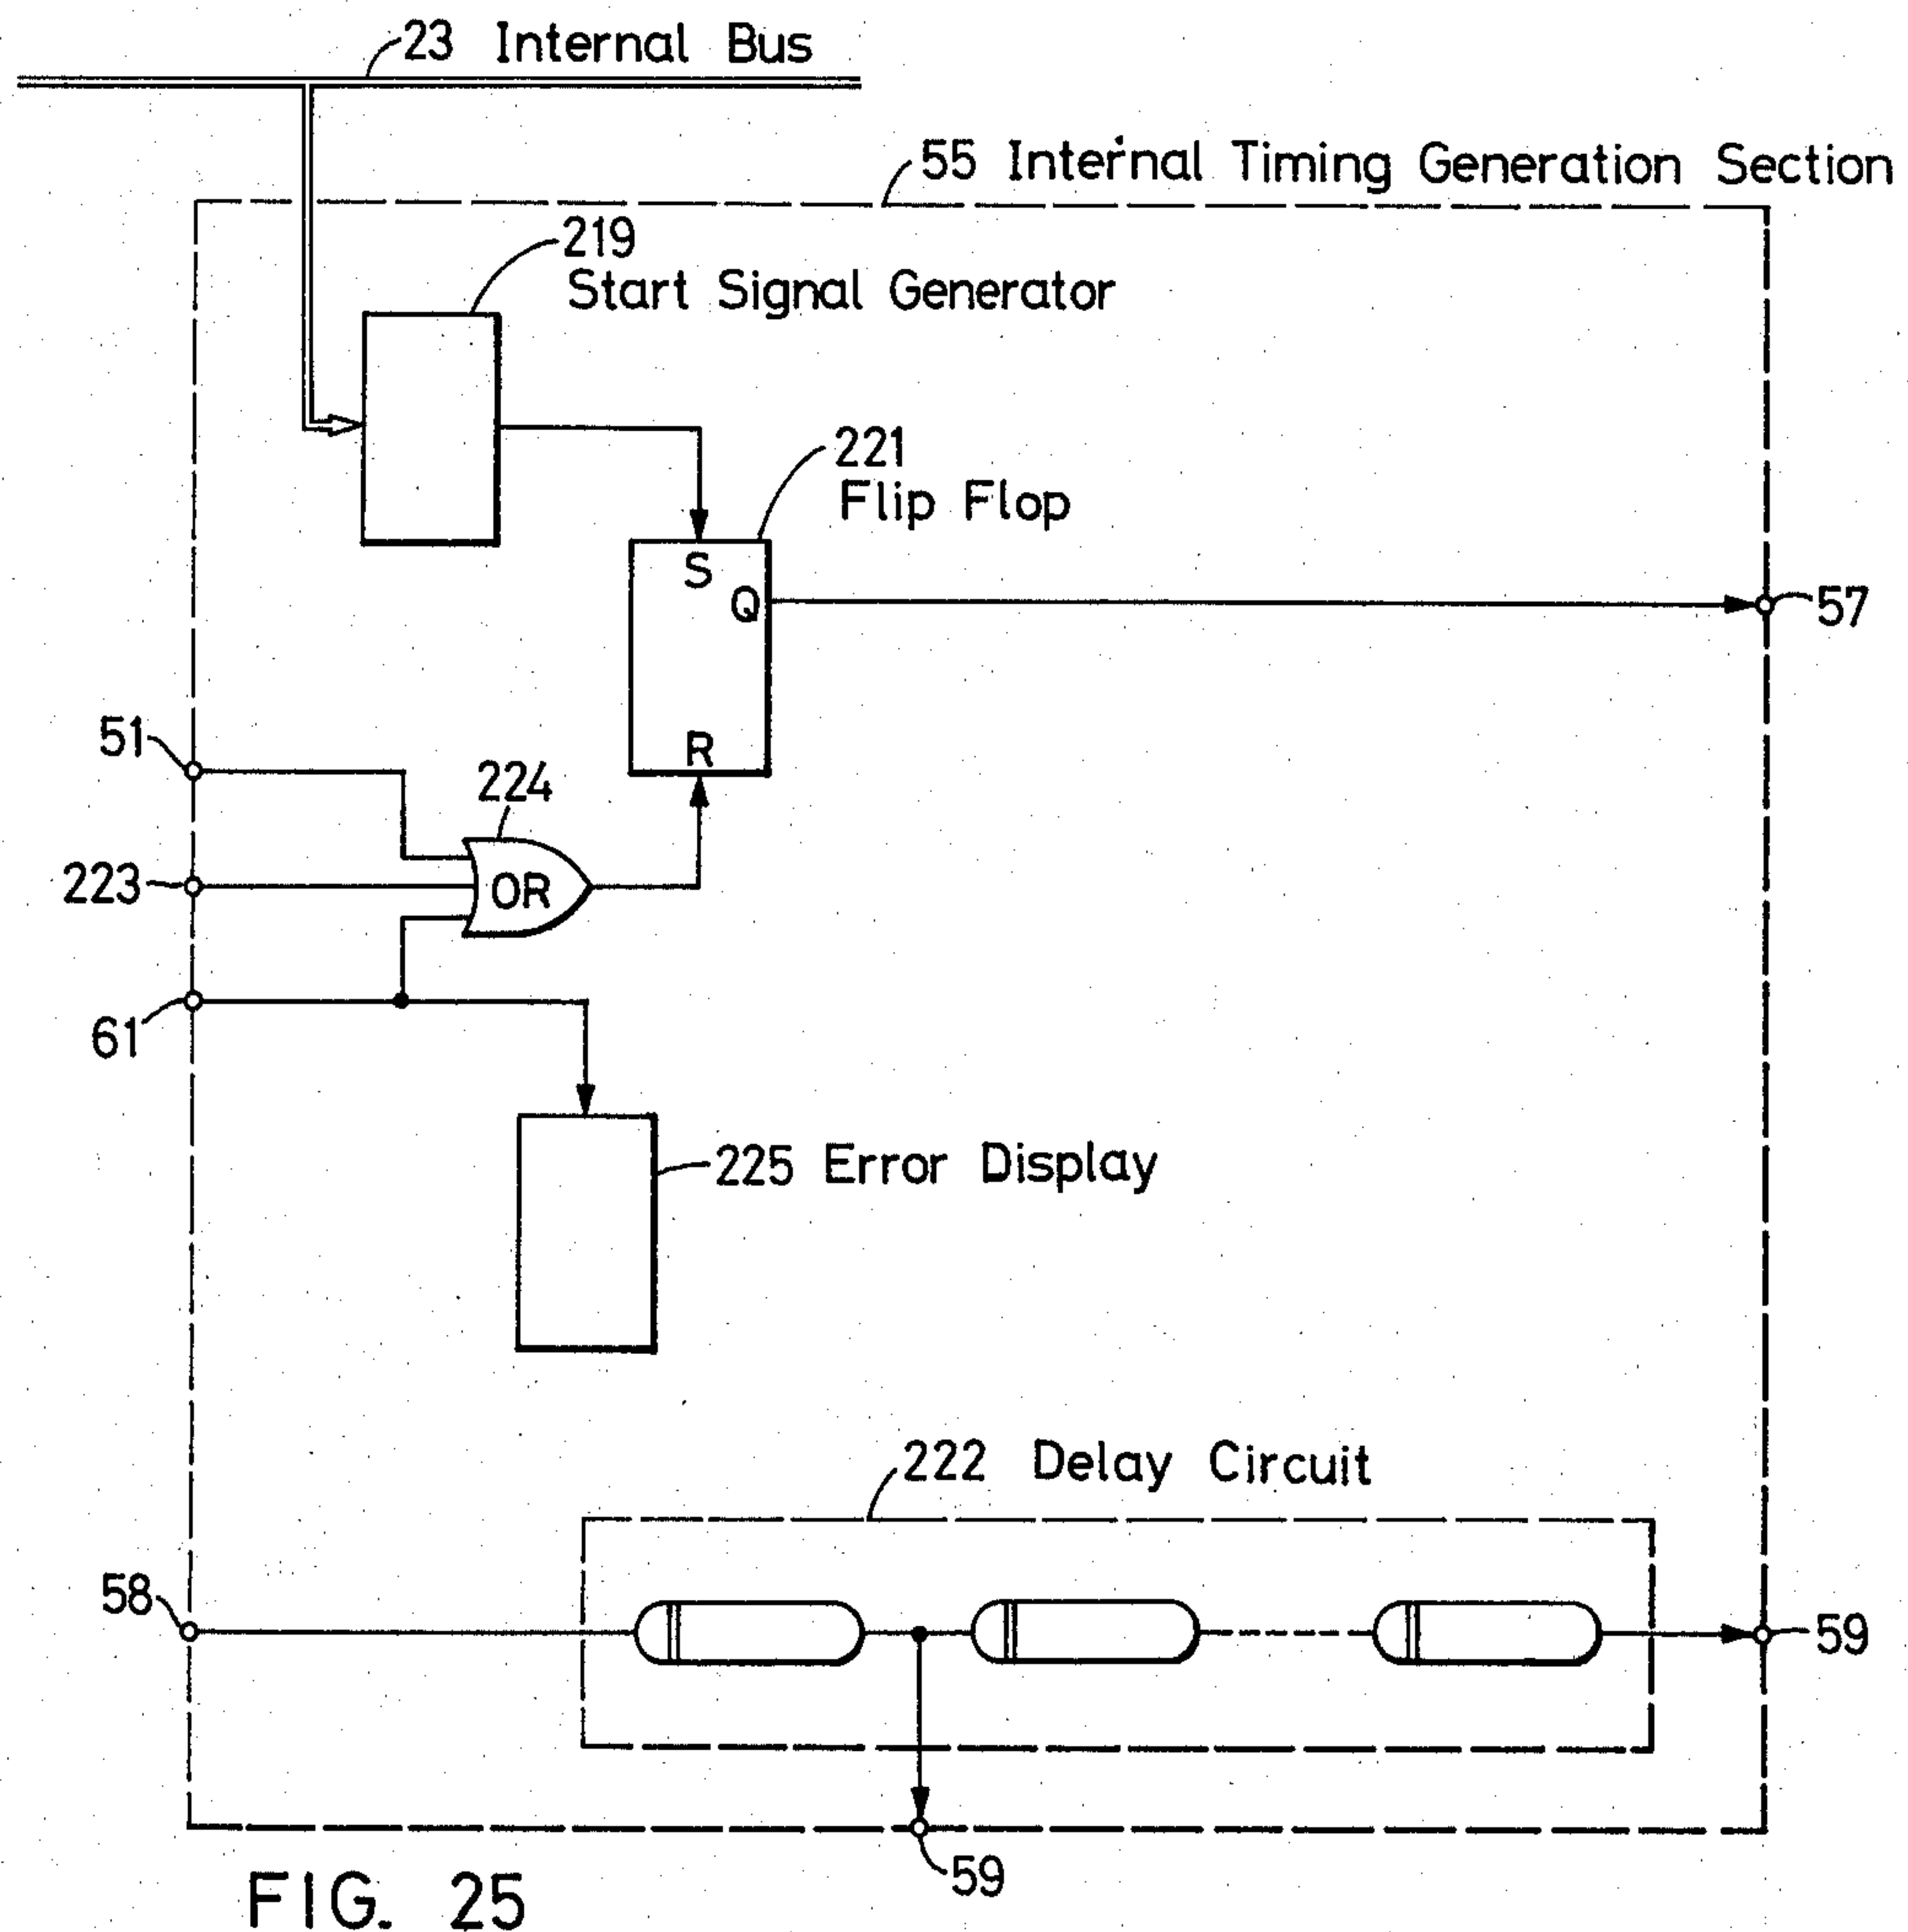 23 Internal Bus
55 Internal Timing Generation Section
219
Start Signal Generator
221
Flip Flop
S
Q
57
R
51
224
223
OR
61
225 Error Display
222 Delay Circuit
58
59
59
FIG. 25